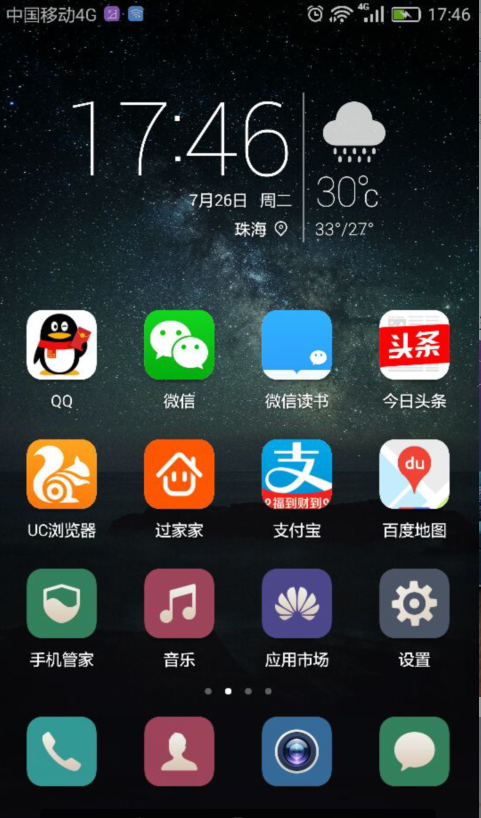 中国移动4G 4G 17:46
17:46
7月26日 周二
珠海
30°c
33°/27°
头条
QQ 微信 微信读书 今日头条
支
福到财到
du
UC浏览器 过家家 支付宝 百度地图
手机管家 音乐 应用市场 设置